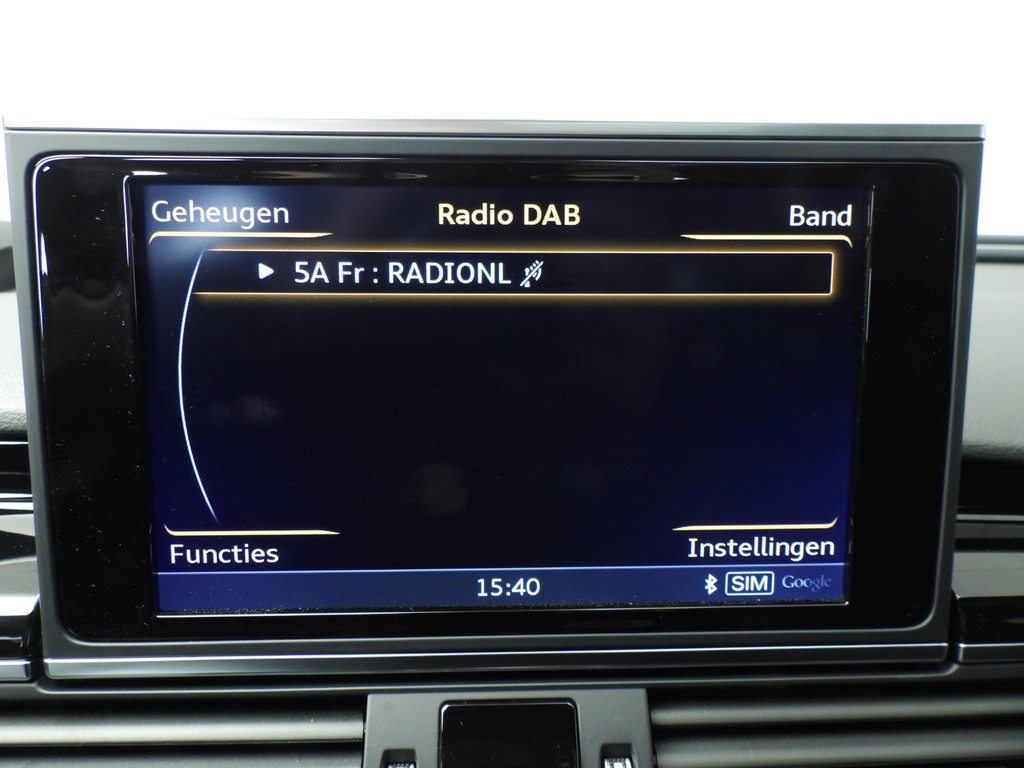 Geheugen Radio DAB Band
5A Fr : RADIONL
Functies Instellingen
15:40 SIM Google